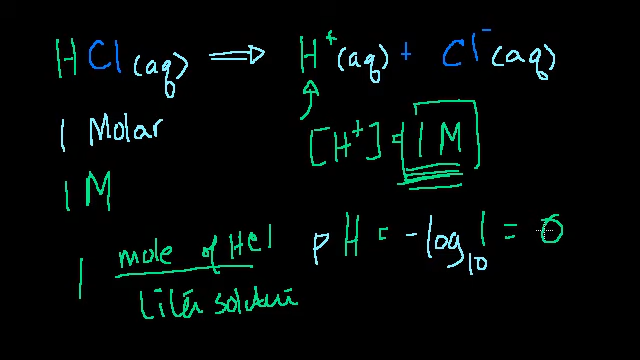 HCl(aq) ⇒ H⁺(aq) + Cl⁻(aq)
1 Molar
[H⁺] = 1 M
1 M
pH = -log₁₀ 1 = 0
1 mole of HCl
liter solution